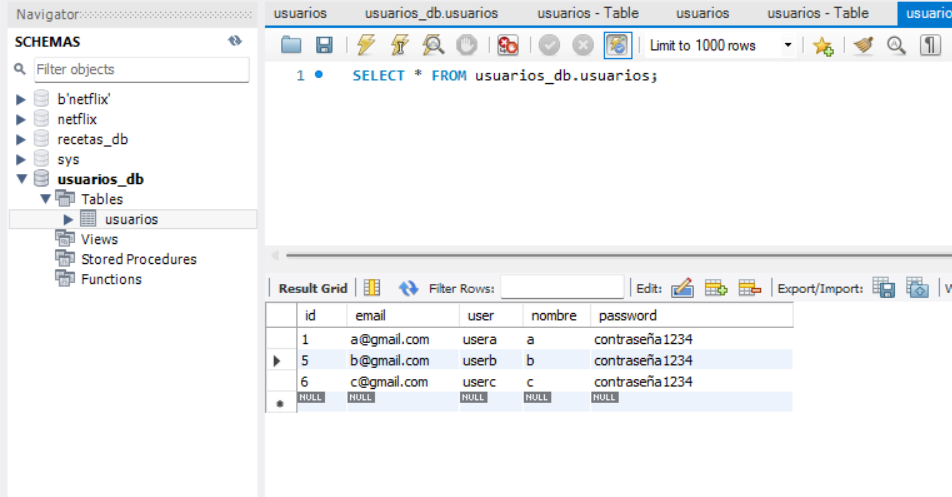 Navigator
usuarios usuarios_db.usuarios usuarios - Table usuarios usuarios - Table usuario
SCHEMAS
Filter objects
Limit to 1000 rows
1 SELECT * FROM usuarios_db.usuarios;
b'netflix'
netflix
recetas_db
sys
usuarios_db
Tables
usuarios
Views
Stored Procedures
Functions
Result Grid Filter Rows: Edit: Export/Import: W
id email user nombre password
1 a@gmail.com usera a contraseña1234
5 b@gmail.com userb b contraseña1234
6 c@gmail.com userc c contraseña1234
NULL NULL NULL NULL NULL